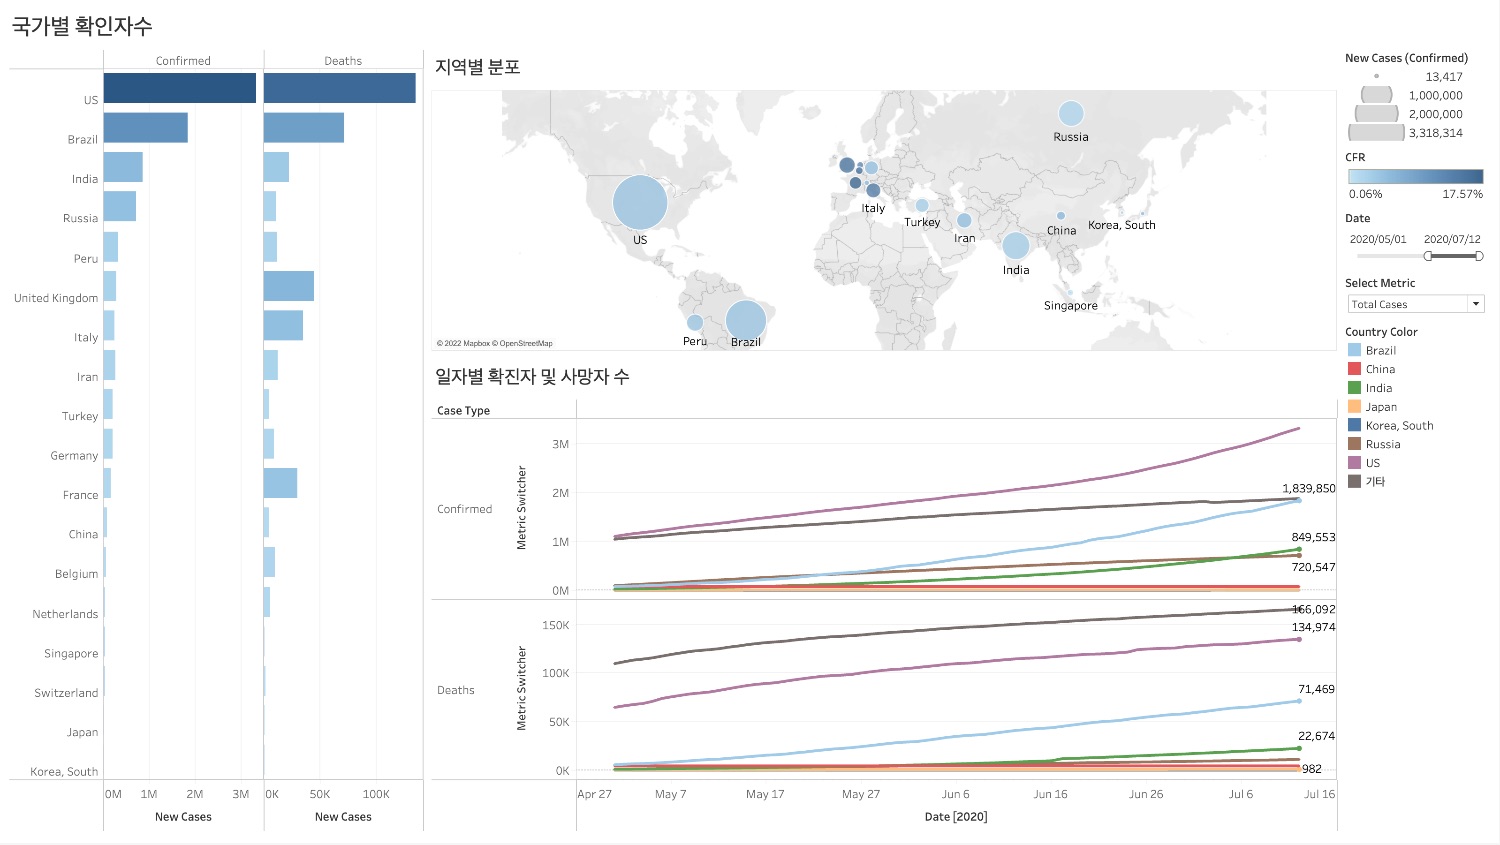 국가별 확인자수
Confirmed
Deaths
US
Brazil
India
Russia
Peru
United Kingdom
Italy
Iran
Turkey
Germany
France
China
Belgium
Netherlands
Singapore
Switzerland
Japan
Korea, South
0M 1M 2M 3M
0K 50K 100K
New Cases
New Cases
지역별 분포
Russia
Italy
Turkey
Korea, South
China
Iran
US
India
Singapore
Peru
Brazil
© 2022 Mapbox © OpenStreetMap
일자별 확진자 및 사망자 수
Case Type
Confirmed
Metric Switcher
3M
2M
1M
0M
1,839,850
849,553
720,547
Deaths
Metric Switcher
150K
100K
50K
0K
166,092
134,974
71,469
22,674
982
Apr 27 May 7 May 17 May 27 Jun 6 Jun 16 Jun 26 Jul 6 Jul 16
Date [2020]
New Cases (Confirmed)
13,417
1,000,000
2,000,000
3,318,314
CFR
0.06% 17.57%
Date
2020/05/01 2020/07/12
Select Metric
Total Cases
Country Color
Brazil
China
India
Japan
Korea, South
Russia
US
기타